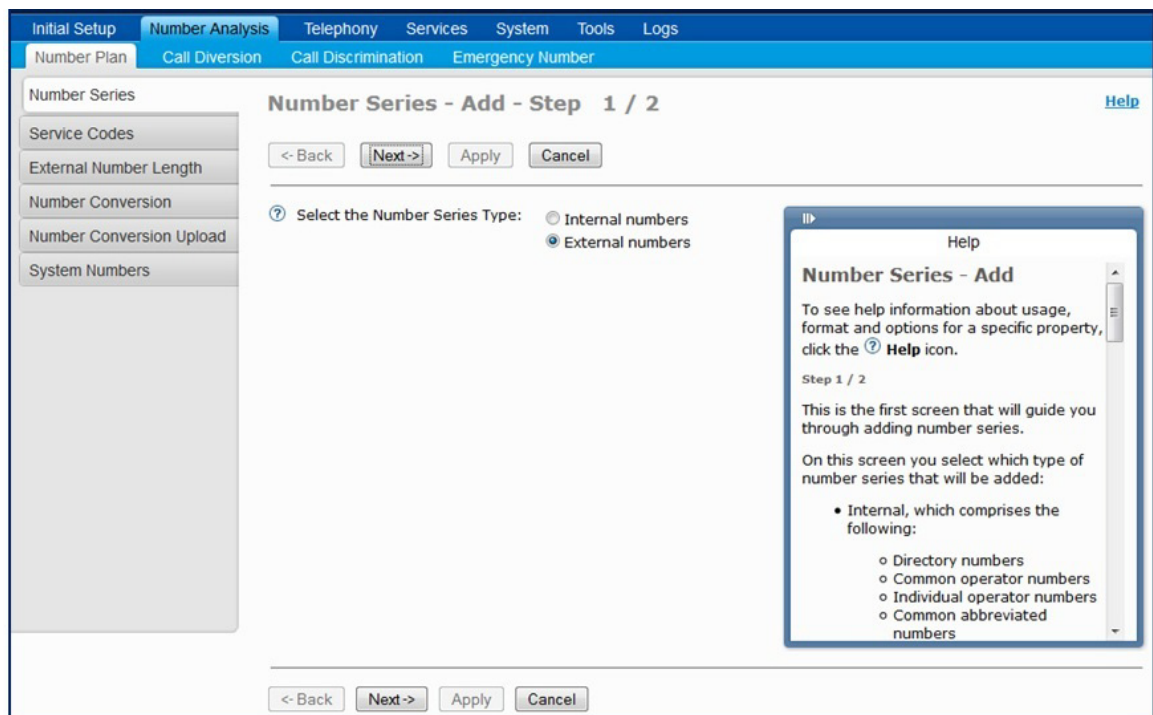 Initial Setup Number Analysis Telephony Services System Tools Logs
Number Plan Call Diversion Call Discrimination Emergency Number
Number Series
Service Codes
External Number Length
Number Conversion
Number Conversion Upload
System Numbers
Number Series - Add - Step 1 / 2
Help
<- Back Next -> Apply Cancel
Select the Number Series Type:
Internal numbers
External numbers
Help
Number Series - Add
To see help information about usage,
format and options for a specific property,
click the ? Help icon.
Step 1 / 2
This is the first screen that will guide you
through adding number series.
On this screen you select which type of
number series that will be added:
• Internal, which comprises the
following:
o Directory numbers
o Common operator numbers
o Individual operator numbers
o Common abbreviated
numbers
<- Back Next -> Apply Cancel